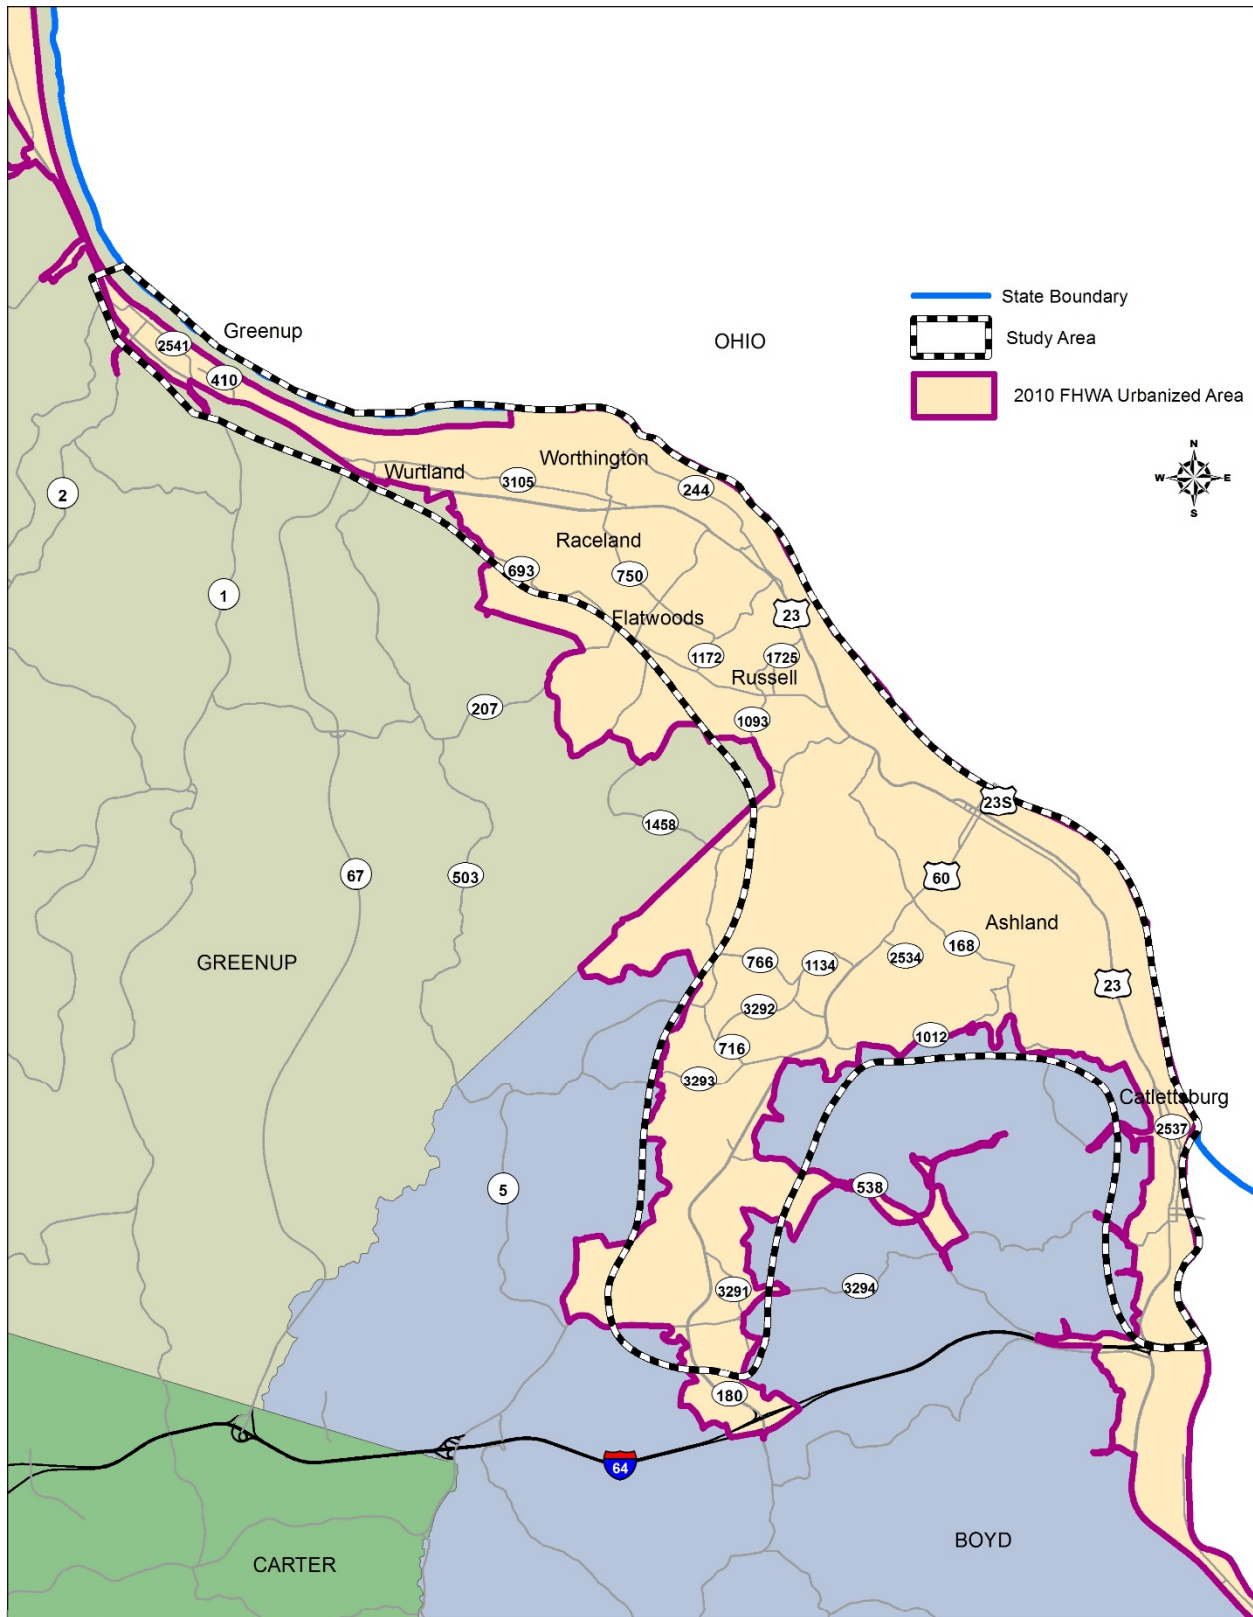 State Boundary
Greenup
OHIO
Study Area
2541
410
2010 FHWA Urbanized Area
N
W
E
S
Wurtland
Worthington
3105
244
2
Raceland
693
750
1
Flatwoods
23
1172
1725
Russell
207
1093
23S
1458
67
503
60
Ashland
GREENUP
766
1134
2534
168
23
3292
716
1012
3293
Catlettsburg
2537
5
538
3291
3294
180
64
CARTER
BOYD